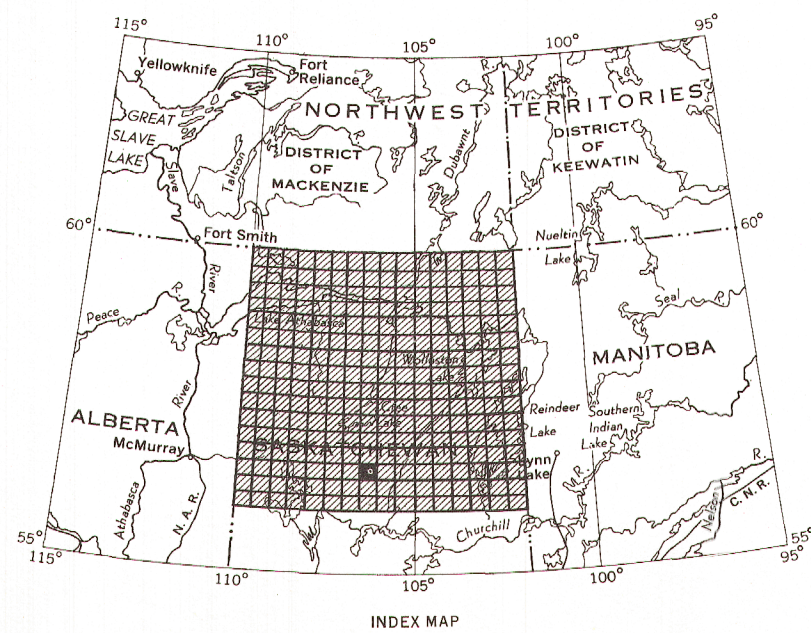 115°
110°
105°
100°
95°
Yellowknife
Fort
Reliance
R.
NORTHWEST TERRITORIES
GREAT
SLAVE
LAKE
Slave
Taltson
DISTRICT
OF
MACKENZIE
Dubawnt
DISTRICT
OF
KEEWATIN
60°
Fort Smith
Nueltin
Lake
60°
River
R.
Peace
Lake Athabasca
Seal R.
Wollaston
Lake
MANITOBA
River
Cree
Lake
Reindeer
Lake
Southern
Indian
Lake
ALBERTA
McMurray
SASKATCHEWAN
Lynn
Lake
M.R.
R.
Athabasca
N.A.R.
Churchill
Nelson
C.N.R.
55°
115°
110°
105°
100°
55°
95°
INDEX MAP